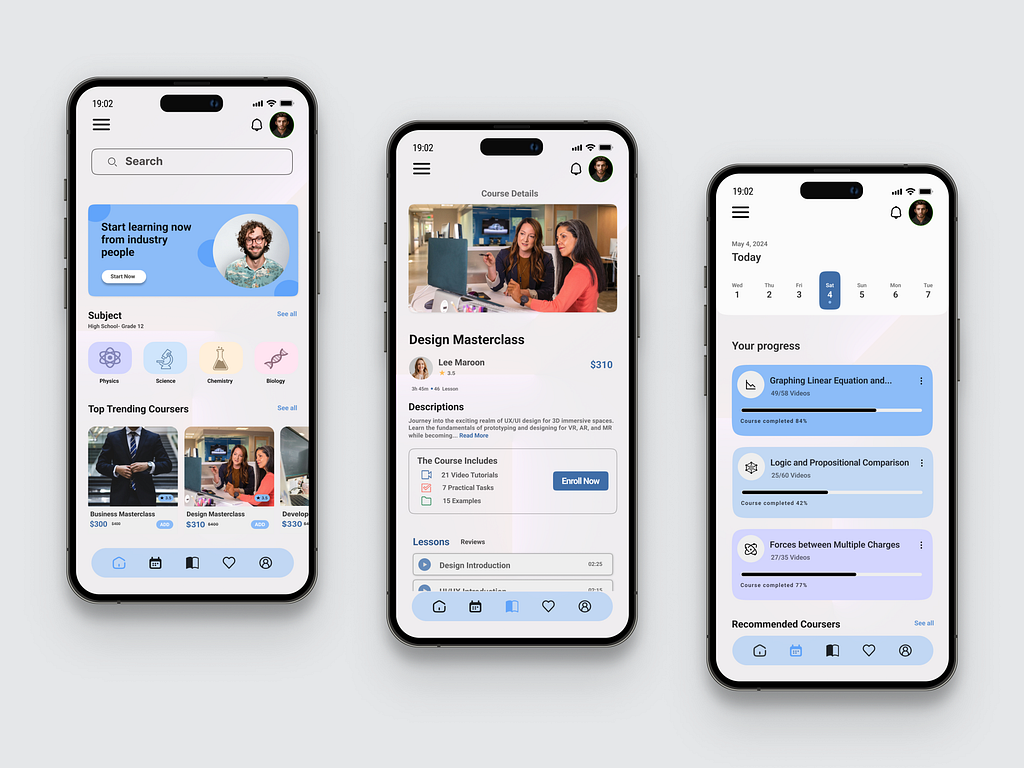 19:02
Search
Start learning now
from industry
people
Start Now
Subject
See all
High School- Grade 12
Physics
Science
Chemistry
Biology
Top Trending Coursers
See all
3.5
3.5
Business Masterclass
Design Masterclass
Develop
$300 $400 ADD
$310 $400 ADD
$330
19:02
Course Details
Design Masterclass
Lee Maroon
3.5
$310
3h 45m • 46 Lesson
Descriptions
Journey into the exciting realm of UX/UI design for 3D immersive spaces.
Learn the fundamentals of prototyping and designing for VR, AR, and MR
while becoming... Read More
The Course Includes
21 Video Tutorials
7 Practical Tasks
15 Examples
Enroll Now
Lessons
Reviews
Design Introduction
02:25
UI/UX Introduction
02:15
19:02
May 4, 2024
Today
Wed Thu Fri Sat Sun Mon Tue
1 2 3 4 5 6 7
Your progress
Graphing Linear Equation and...
49/58 Videos
Course completed 84%
Logic and Propositional Comparison
25/60 Videos
Course completed 42%
Forces between Multiple Charges
27/35 Videos
Course completed 77%
Recommended Coursers
See all